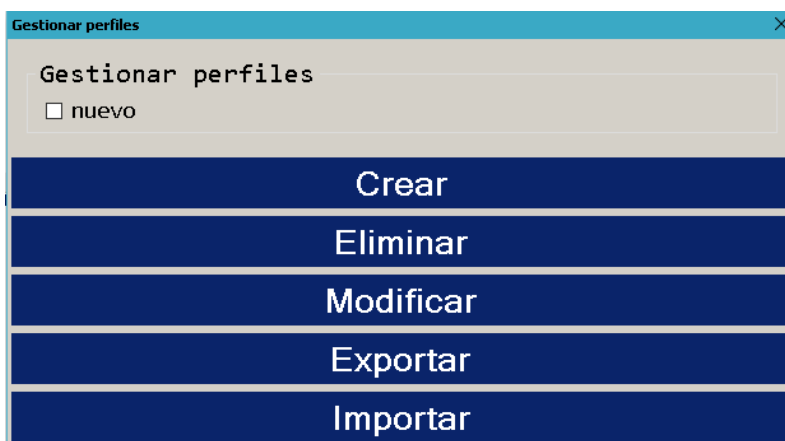 Gestionar perfiles
Gestionar perfiles
nuevo
Crear
Eliminar
Modificar
Exportar
Importar